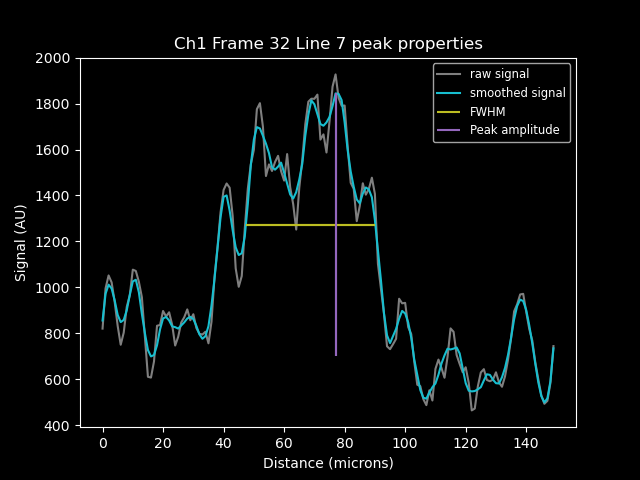 Ch1 Frame 32 Line 7 peak properties
2000
1800
1600
1400
1200
1000
800
600
400
Signal (AU)
raw signal
smoothed signal
FWHM
Peak amplitude
0 20 40 60 80 100 120 140
Distance (microns)